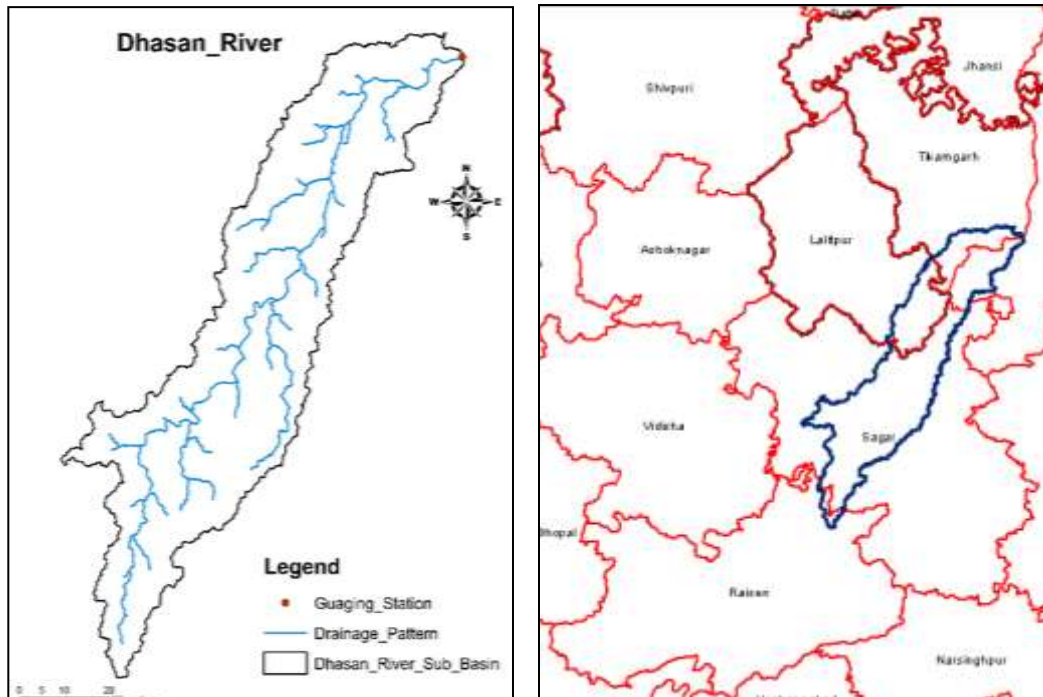 Dhasan_River
N
W E
S
Legend
Guaging_Station
Drainage_Pattern
Dhasan_River_Sub_Basin
0 5 10 20
Shivpuri
Jhansi
Tikamgarh
Lalitpur
Ashoknagar
Vidisha
Sagar
Bhopal
Raisen
Narsinghpur